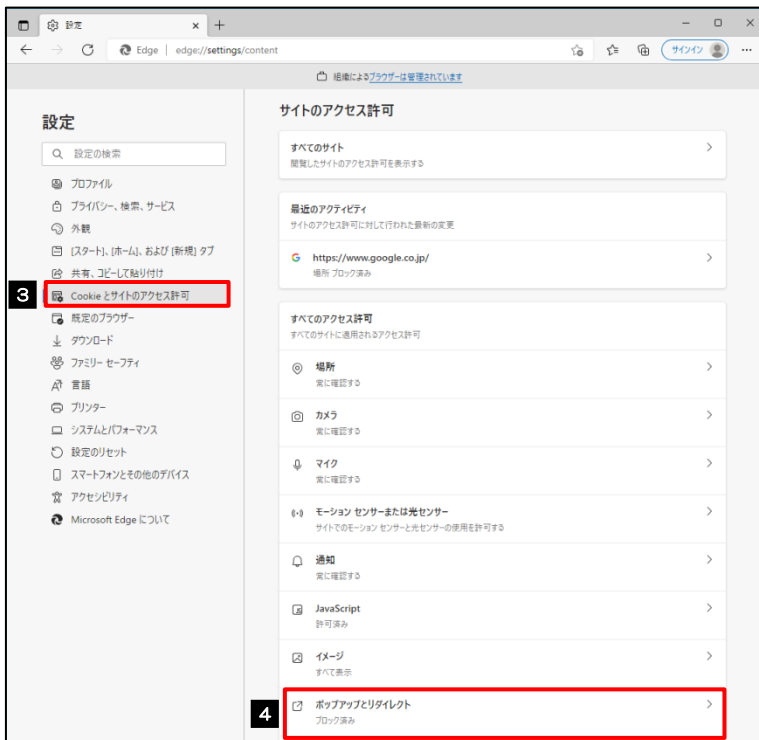 設定
Edge | edge://settings/content
サインイン
組織によるブラウザーは管理されています
設定
設定の検索
プロファイル
プライバシー、検索、サービス
外観
[スタート]、[ホーム]、および [新規] タブ
共有、コピーして貼り付け
3
Cookie とサイトのアクセス許可
既定のブラウザー
ダウンロード
ファミリー セーフティ
言語
プリンター
システムとパフォーマンス
設定のリセット
スマートフォンとその他のデバイス
アクセシビリティ
Microsoft Edge について
サイトのアクセス許可
すべてのサイト
閲覧したサイトのアクセス許可を表示する
最近のアクティビティ
サイトのアクセス許可に対して行われた最新の変更
https://www.google.co.jp/
場所 ブロック済み
すべてのアクセス許可
すべてのサイトに適用されるアクセス許可
場所
常に確認する
カメラ
常に確認する
マイク
常に確認する
モーション センサーまたは光センサー
サイトでのモーション センサーと光センサーの使用を許可する
通知
常に確認する
JavaScript
許可済み
イメージ
すべて表示
4
ポップアップとリダイレクト
ブロック済み